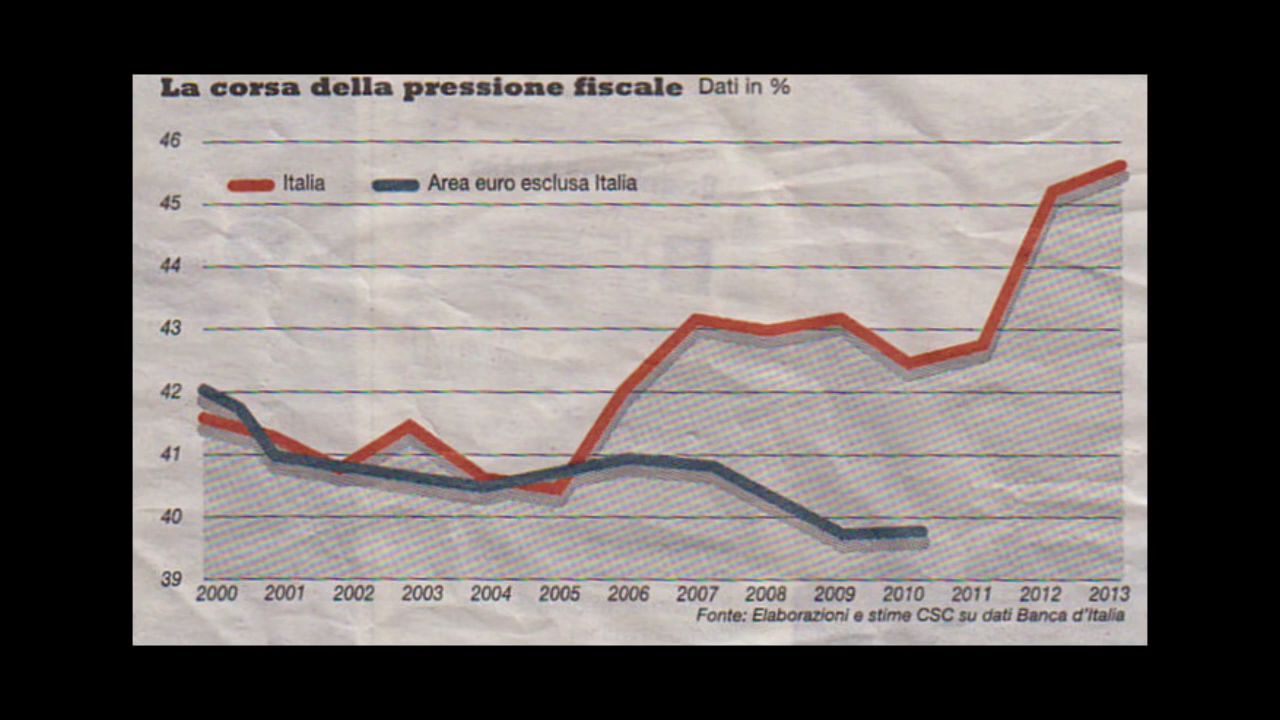 La corsa della pressione fiscale Dati in %
46
Italia Area euro esclusa Italia
45
44
43
42
41
40
39
2000 2001 2002 2003 2004 2005 2006 2007 2008 2009 2010 2011 2012 2013
Fonte: Elaborazioni e stime CSC su dati Banca d'Italia